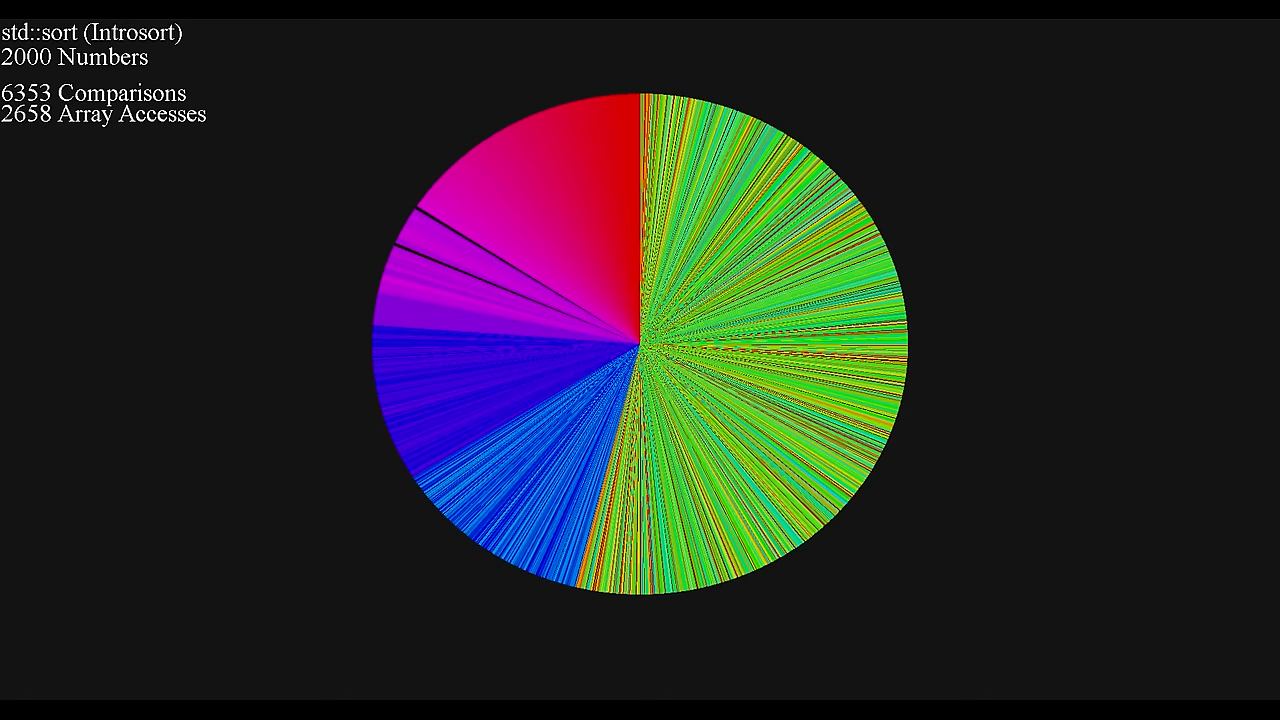 std::sort (Introsort)
2000 Numbers
6353 Comparisons
2658 Array Accesses